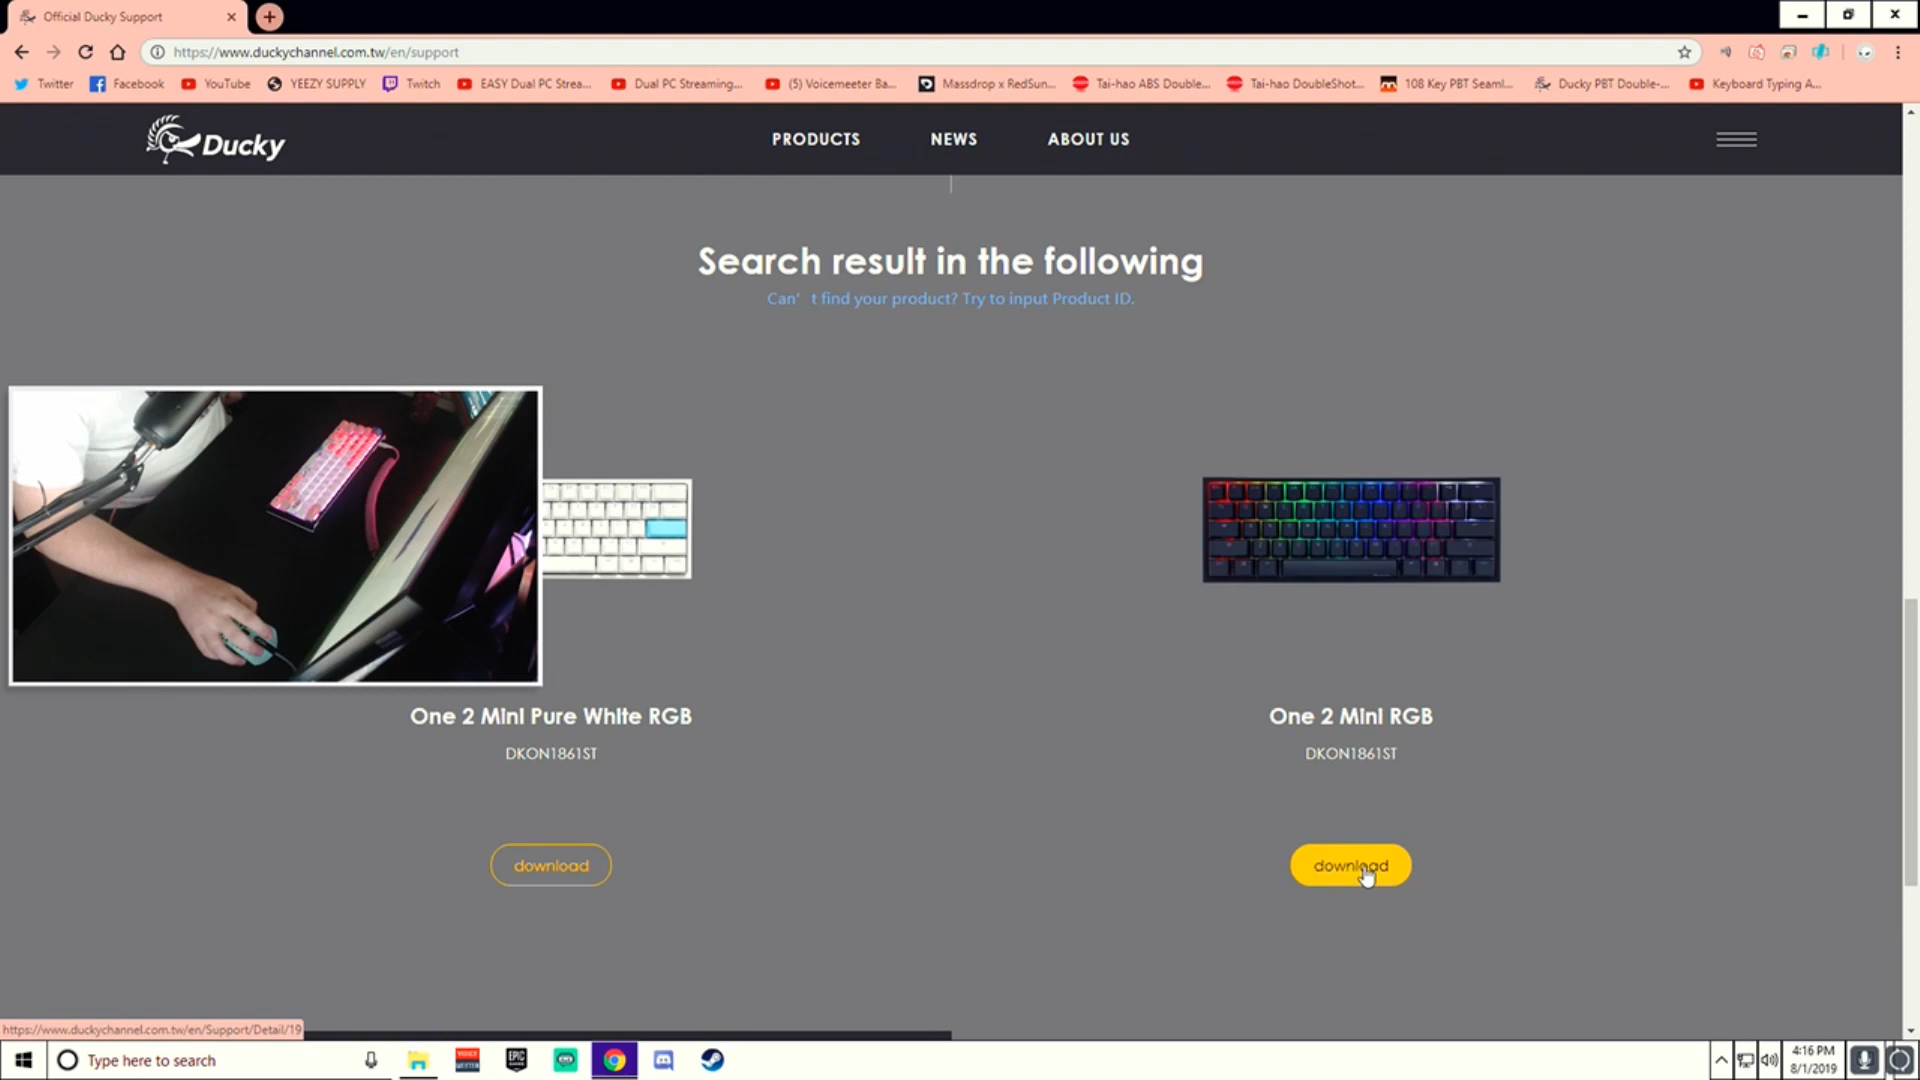 Official Ducky Support
https://www.duckychannel.com.tw/en/support
Twitter
Facebook
YouTube
YEEZY SUPPLY
Twitch
EASY Dual PC Strea...
Dual PC Streaming...
(5) Voicemeeter Ba...
Massdrop x RedSun...
Tai-hao ABS Double...
Tai-hao DoubleShot...
108 Key PBT Seaml...
Ducky PBT Double-...
Keyboard Typing A...
Ducky
PRODUCTS
NEWS
ABOUT US
Search result in the following
Can’t find your product? Try to input Product ID.
One 2 Mini Pure White RGB
DKON1861ST
download
One 2 Mini RGB
DKON1861ST
download
https://www.duckychannel.com.tw/en/Support/Detail/19
Type here to search
EPIC
4:16 PM
8/1/2019